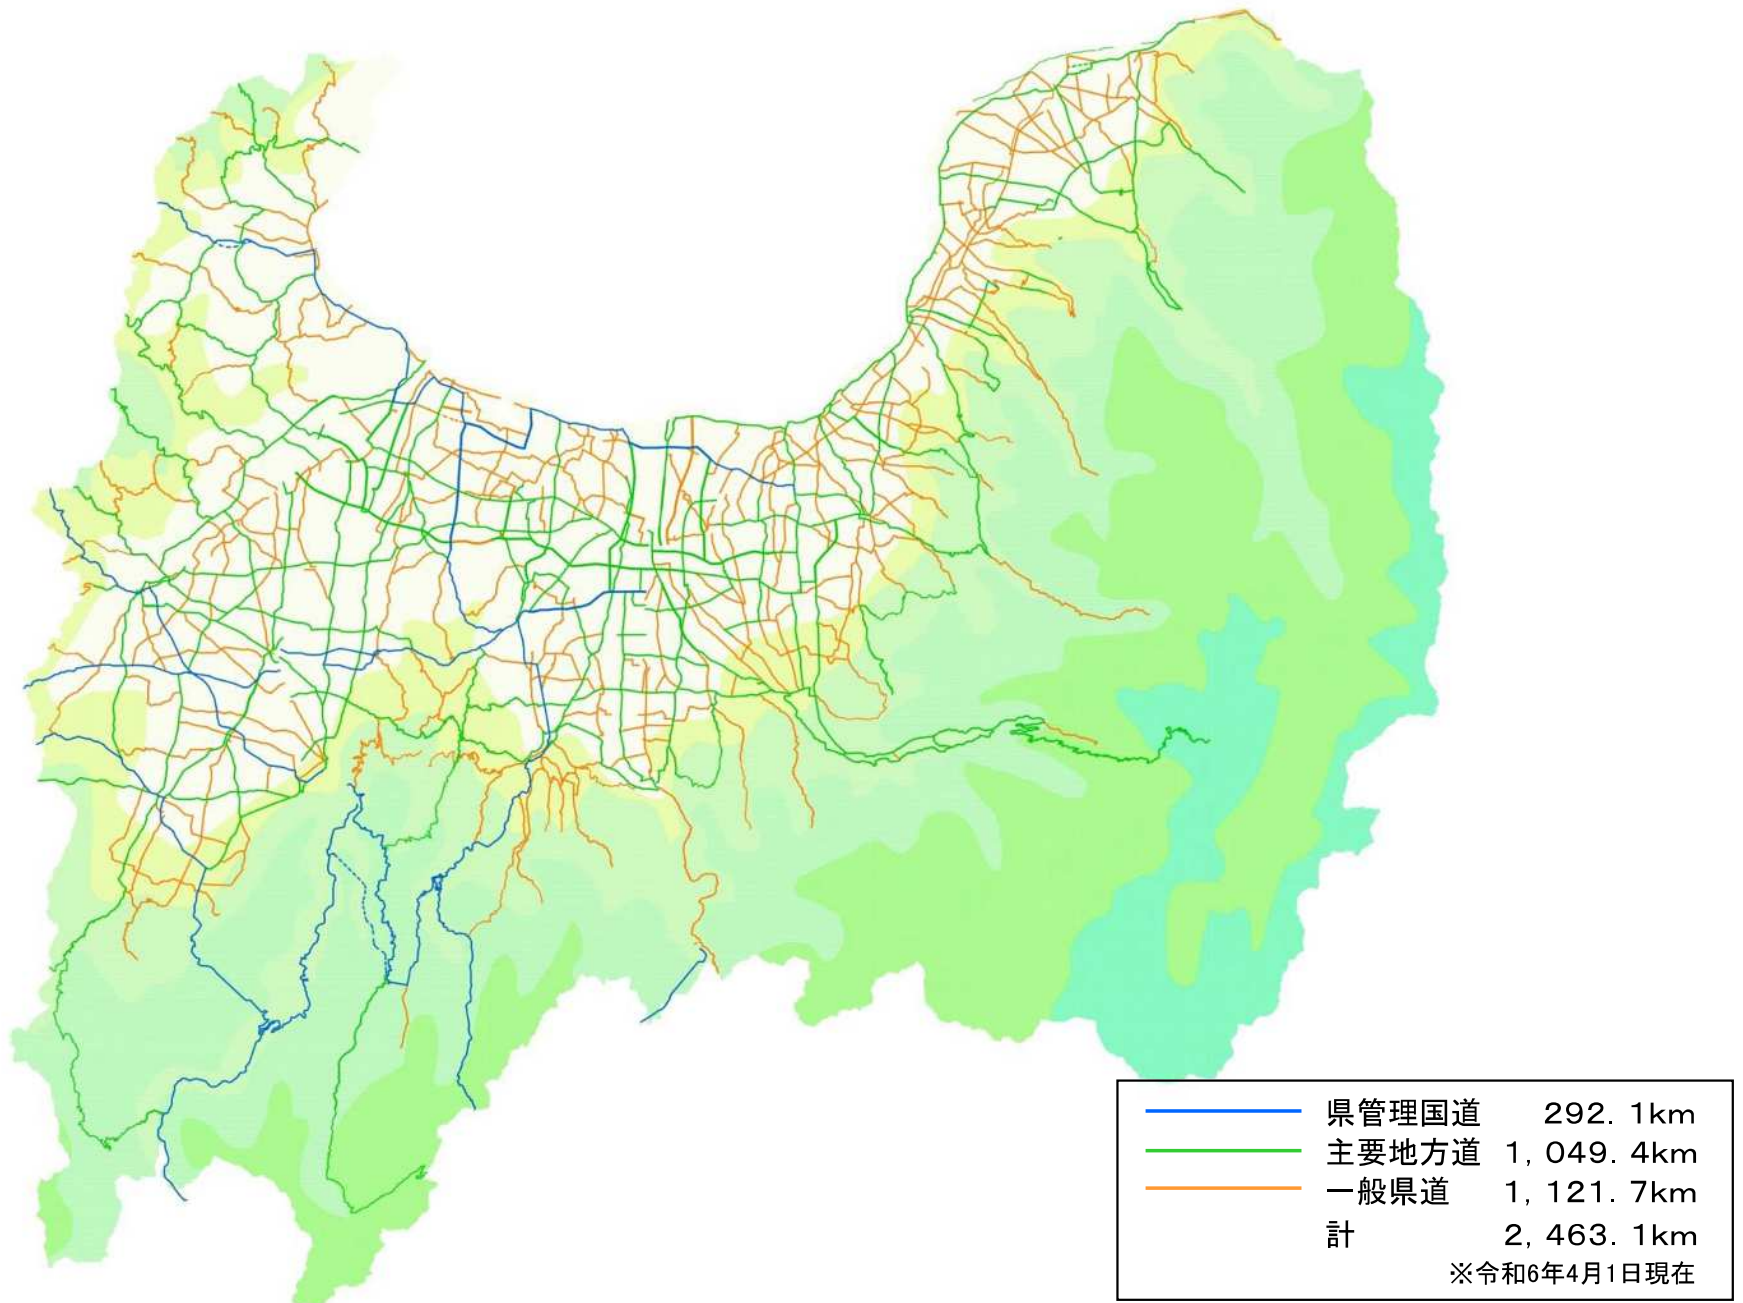 県管理国道 292.1km
主要地方道 1,049.4km
一般県道 1,121.7km
計 2,463.1km
※令和6年4月1日現在